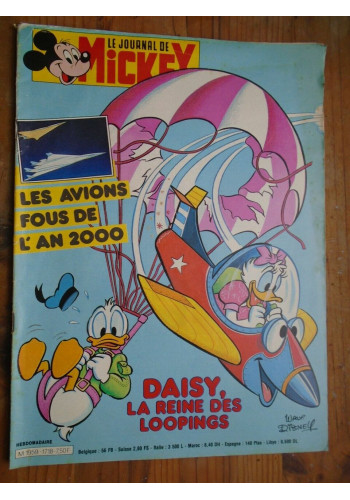 LE JOURNAL DE
MICKEY
LES AVIONS
FOUS DE
L'AN 2000
DAISY,
LA REINE DES
LOOPINGS
WALT
DISNEY
HEBDOMADAIRE